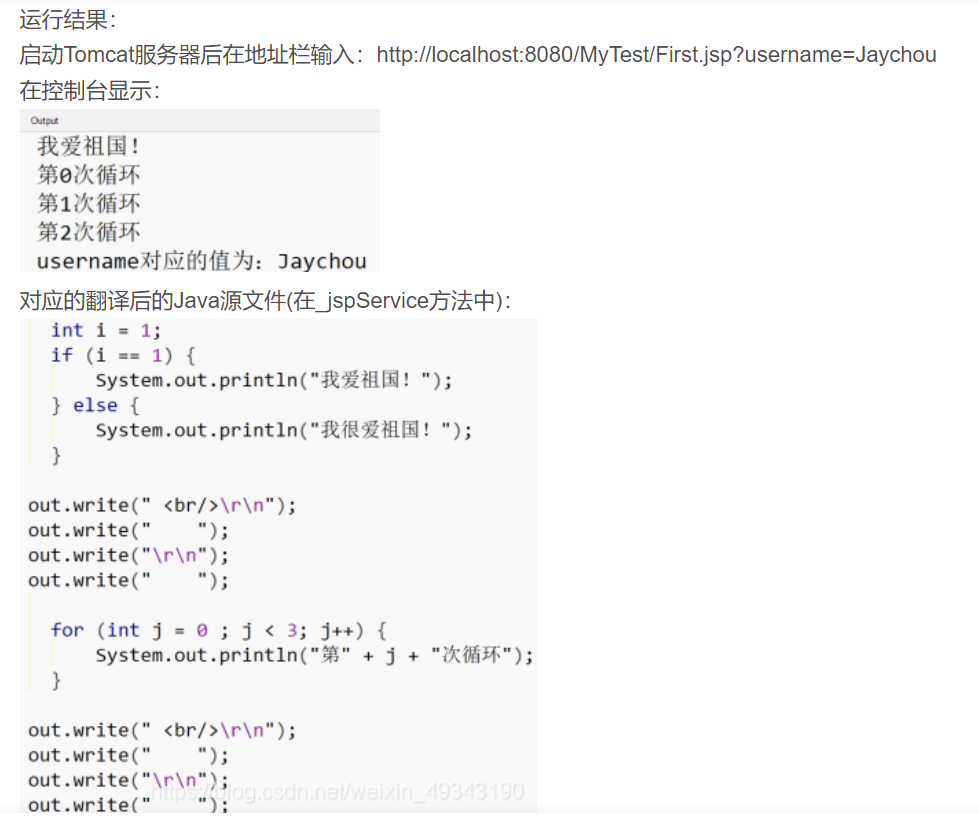 运行结果：
启动Tomcat服务器后在地址栏输入：http://localhost:8080/MyTest/First.jsp?username=Jaychou
在控制台显示：
Output
我爱祖国！
第0次循环
第1次循环
第2次循环
username对应的值为：Jaychou
对应的翻译后的Java源文件(在_jspService方法中)：
int i = 1;
if (i == 1) {
System.out.println("我爱祖国！");
} else {
System.out.println("我很爱祖国！");
}
out.write(" <br/>\r\n");
out.write("    ");
out.write("\r\n");
out.write("    ");
for (int j = 0 ; j < 3; j++) {
System.out.println("第" + j + "次循环");
}
out.write(" <br/>\r\n");
out.write("    ");
out.write("\r\n");
https://blog.csdn.net/weixin_49343190
out.write("    ");